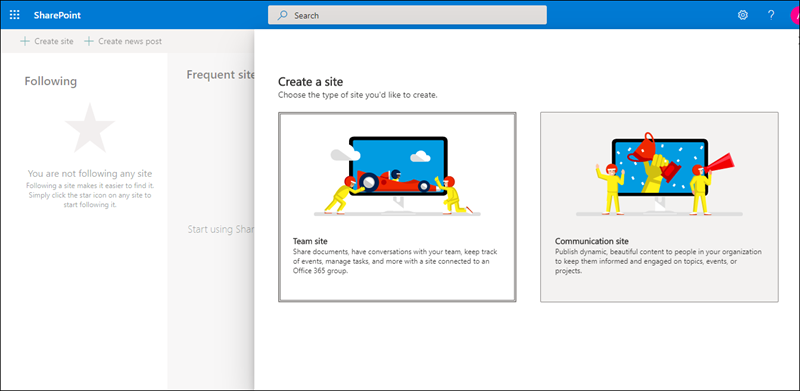 SharePoint
Search
?
Create site
Create news post
Following
Frequent site
You are not following any site
Following a site makes it easier to find it.
Simply click the star icon on any site to
start following it.
Start using Shar
Create a site
Choose the type of site you'd like to create.
Team site
Share documents, have conversations with your team, keep track
of events, manage tasks, and more with a site connected to an
Office 365 group.
Communication site
Publish dynamic, beautiful content to people in your organization
to keep them informed and engaged on topics, events, or
projects.